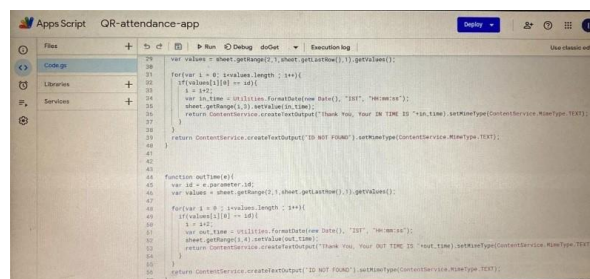 Apps Script QR-attendance-app Deploy
Files + Run Debug doGet Execution log Use classic ed
Code.gs
Libraries +
Services +
29 var values = sheet.getRange(2,1,sheet.getLastRow(),1).getValues();
30
31 for(var i = 0 ; i<values.length ; i++){
32 if(values[i][0] == id){
33 i = i+2;
34 var in_time = Utilities.formatDate(new Date(), "IST", "HH:mm:ss");
35 sheet.getRange(i,3).setValue(in_time);
36 return ContentService.createTextOutput("Thank You, Your IN TIME IS "+in_time).setMimeType(ContentService.MimeType.TEXT);
37 }
38 }
39 return ContentService.createTextOutput("ID NOT FOUND").setMimeType(ContentService.MimeType.TEXT);
40 }
41
42
43
44 function outTime(e){
45 var id = e.parameter.id;
46 var values = sheet.getRange(2,1,sheet.getLastRow(),1).getValues();
47
48 for(var i = 0 ; i<values.length ; i++){
49 if(values[i][0] == id){
50 i = i+2;
51 var out_time = Utilities.formatDate(new Date(), "IST", "HH:mm:ss");
52 sheet.getRange(i,4).setValue(out_time);
53 return ContentService.createTextOutput("Thank You, Your OUT TIME IS "+out_time).setMimeType(ContentService.MimeType.TEXT
54 }
55 }
56 return ContentService.createTextOutput("ID NOT FOUND").setMimeType(ContentService.MimeType.TEXT);